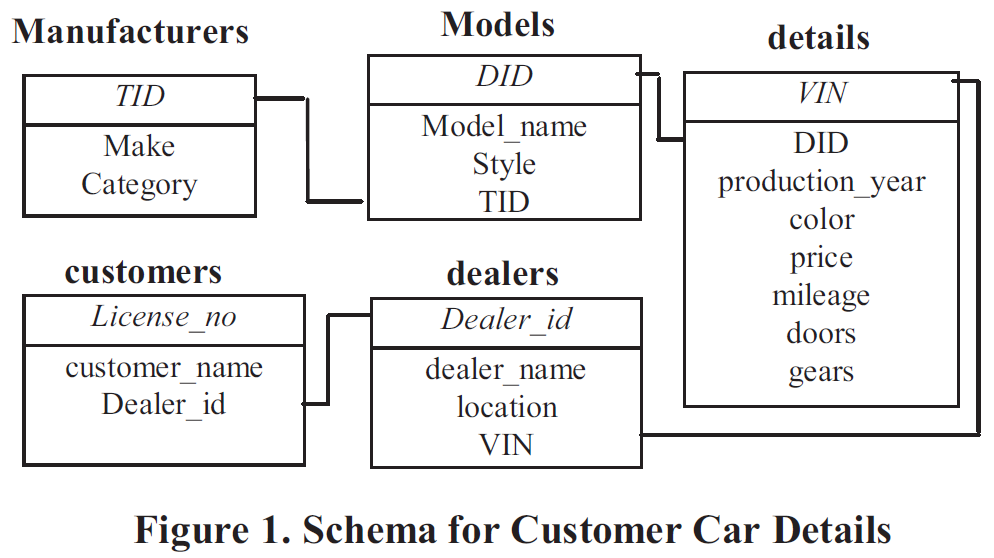 Manufacturers
TID
Make
Category
Models
DID
Model_name
Style
TID
details
VIN
DID
production_year
color
price
mileage
doors
gears
customers
License_no
customer_name
Dealer_id
dealers
Dealer_id
dealer_name
location
VIN
Figure 1. Schema for Customer Car Details